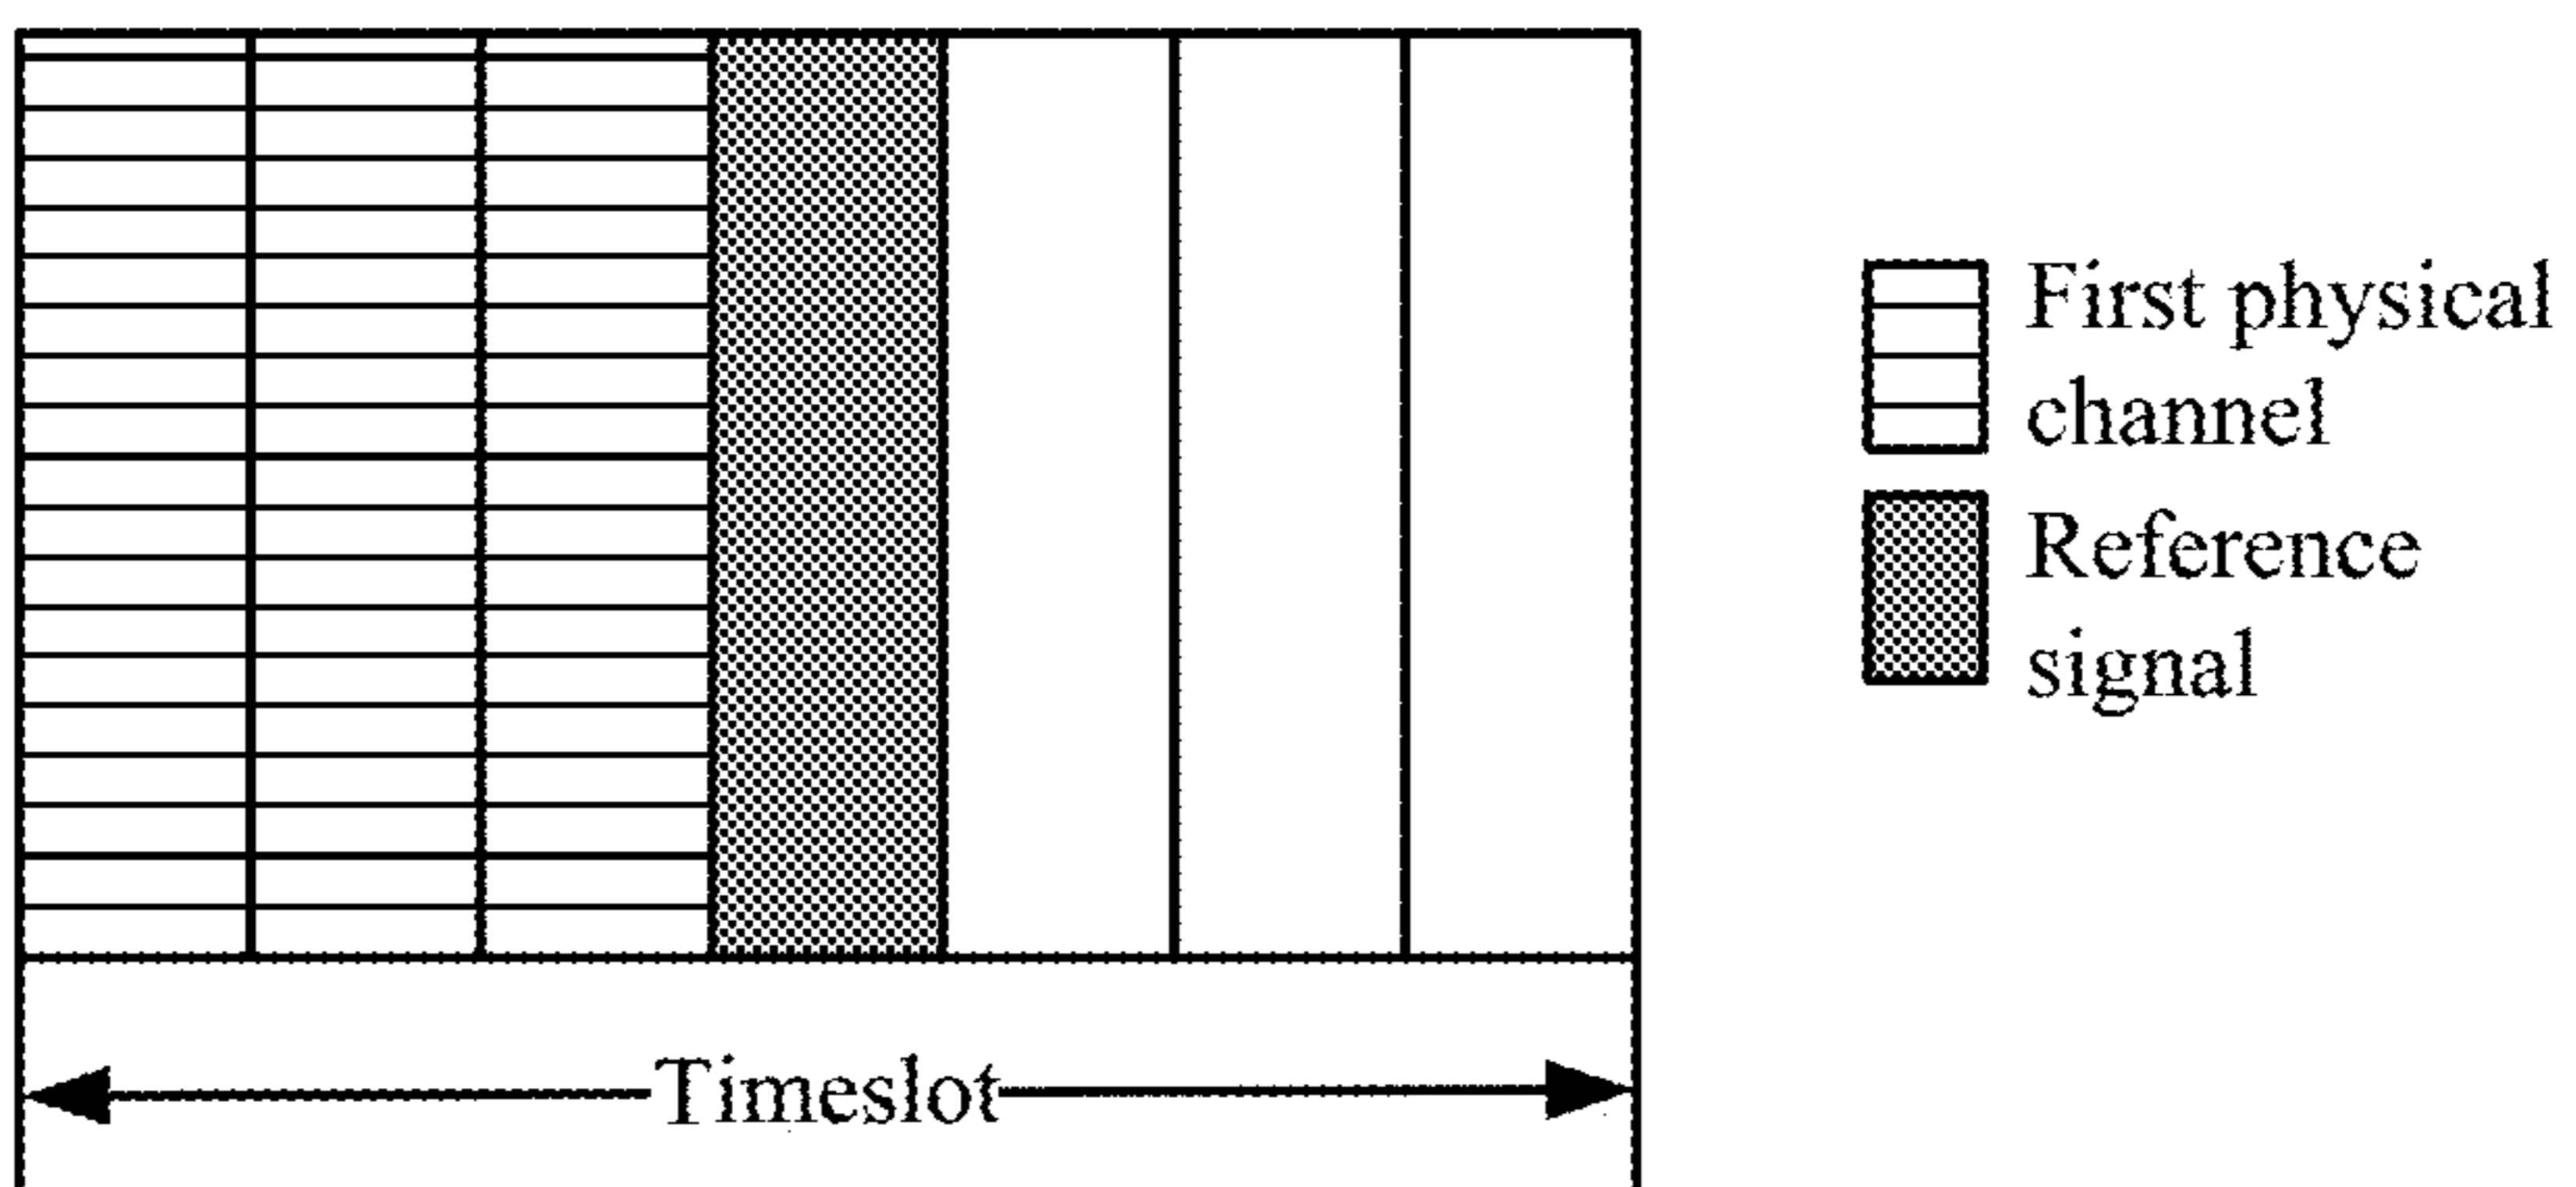 First physical
channel
Reference
signal
Timeslot